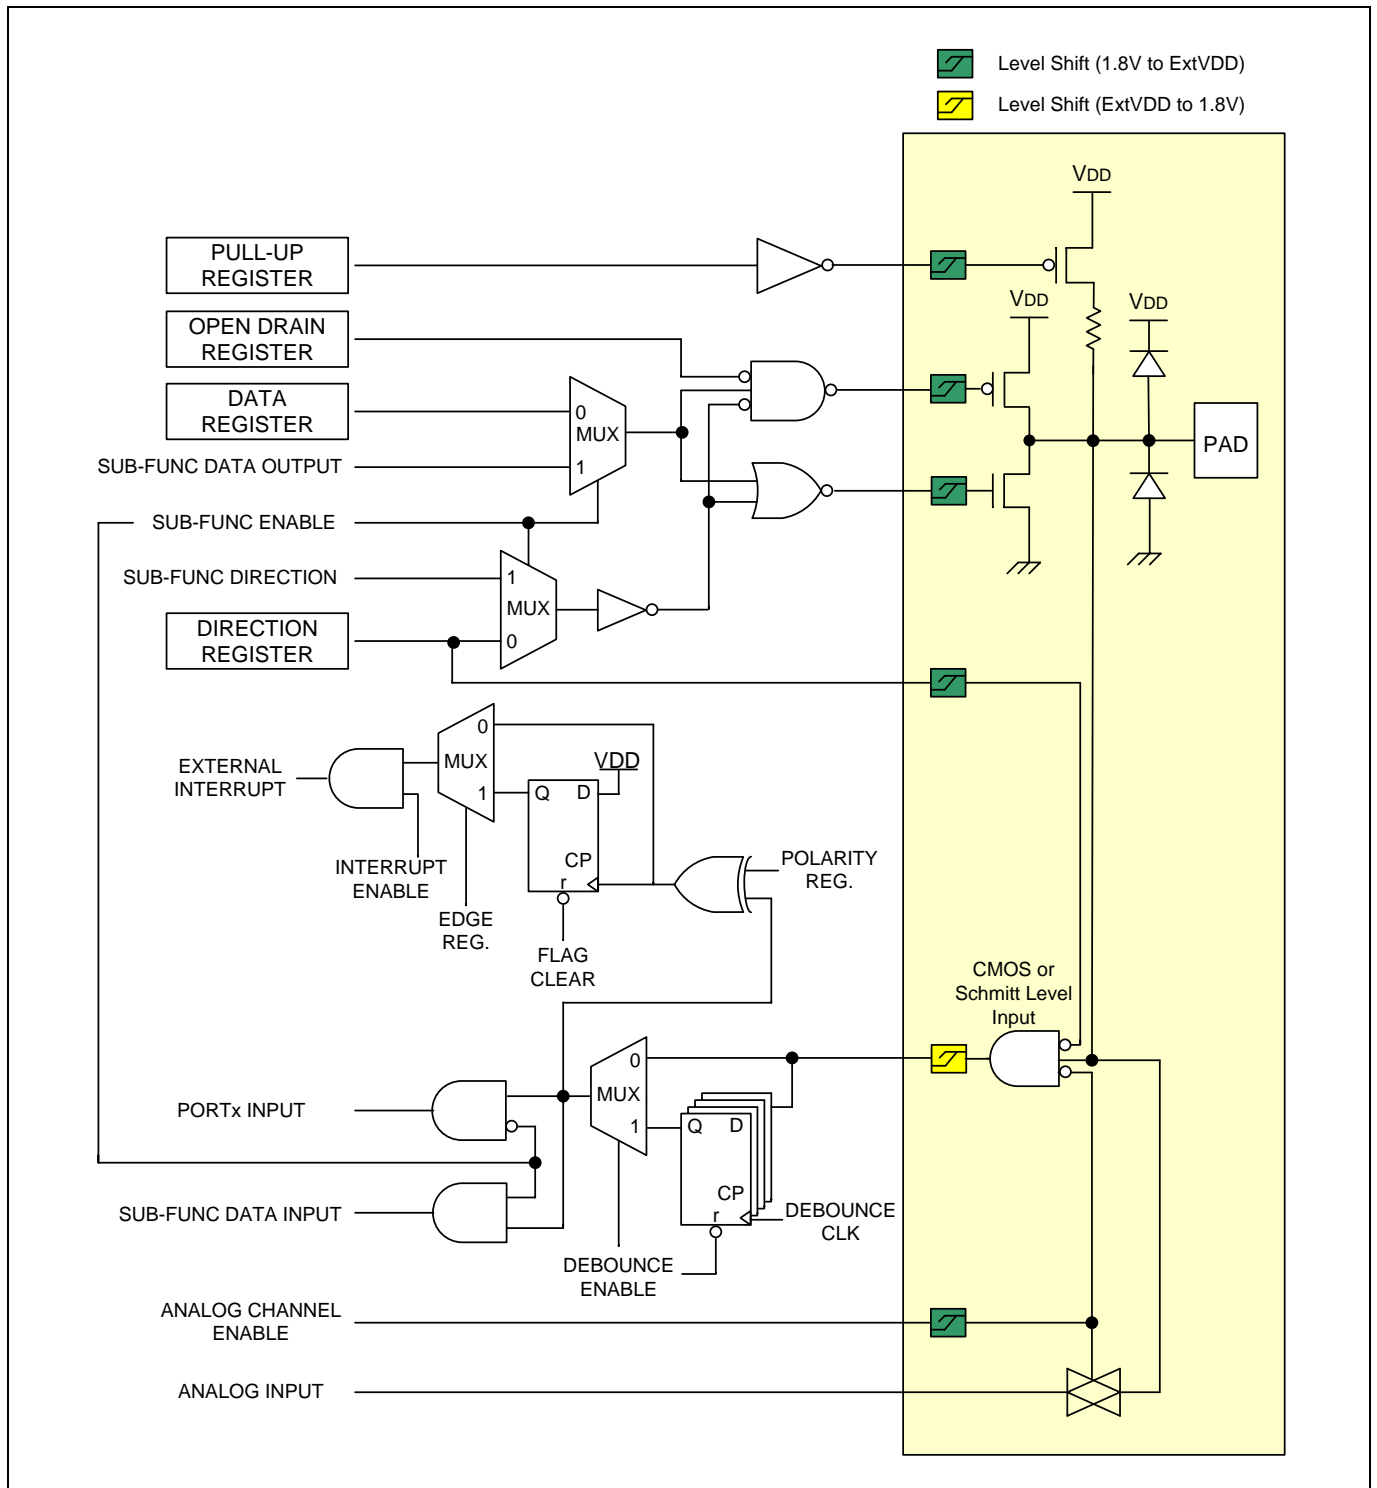 Level Shift (1.8V to ExtVDD)
Level Shift (ExtVDD to 1.8V)
VDD
PULL-UP
REGISTER
VDD
VDD
OPEN DRAIN
REGISTER
DATA
REGISTER
0
MUX
1
PAD
SUB-FUNC DATA OUTPUT
SUB-FUNC ENABLE
SUB-FUNC DIRECTION
1
MUX
0
DIRECTION
REGISTER
0
MUX
1
EXTERNAL
INTERRUPT
VDD
Q
D
CP
r
INTERRUPT
ENABLE
POLARITY
REG.
EDGE
REG.
FLAG
CLEAR
CMOS or
Schmitt Level
Input
0
MUX
1
PORTx INPUT
Q
D
CP
r
SUB-FUNC DATA INPUT
DEBOUNCE
CLK
DEBOUNCE
ENABLE
ANALOG CHANNEL
ENABLE
ANALOG INPUT